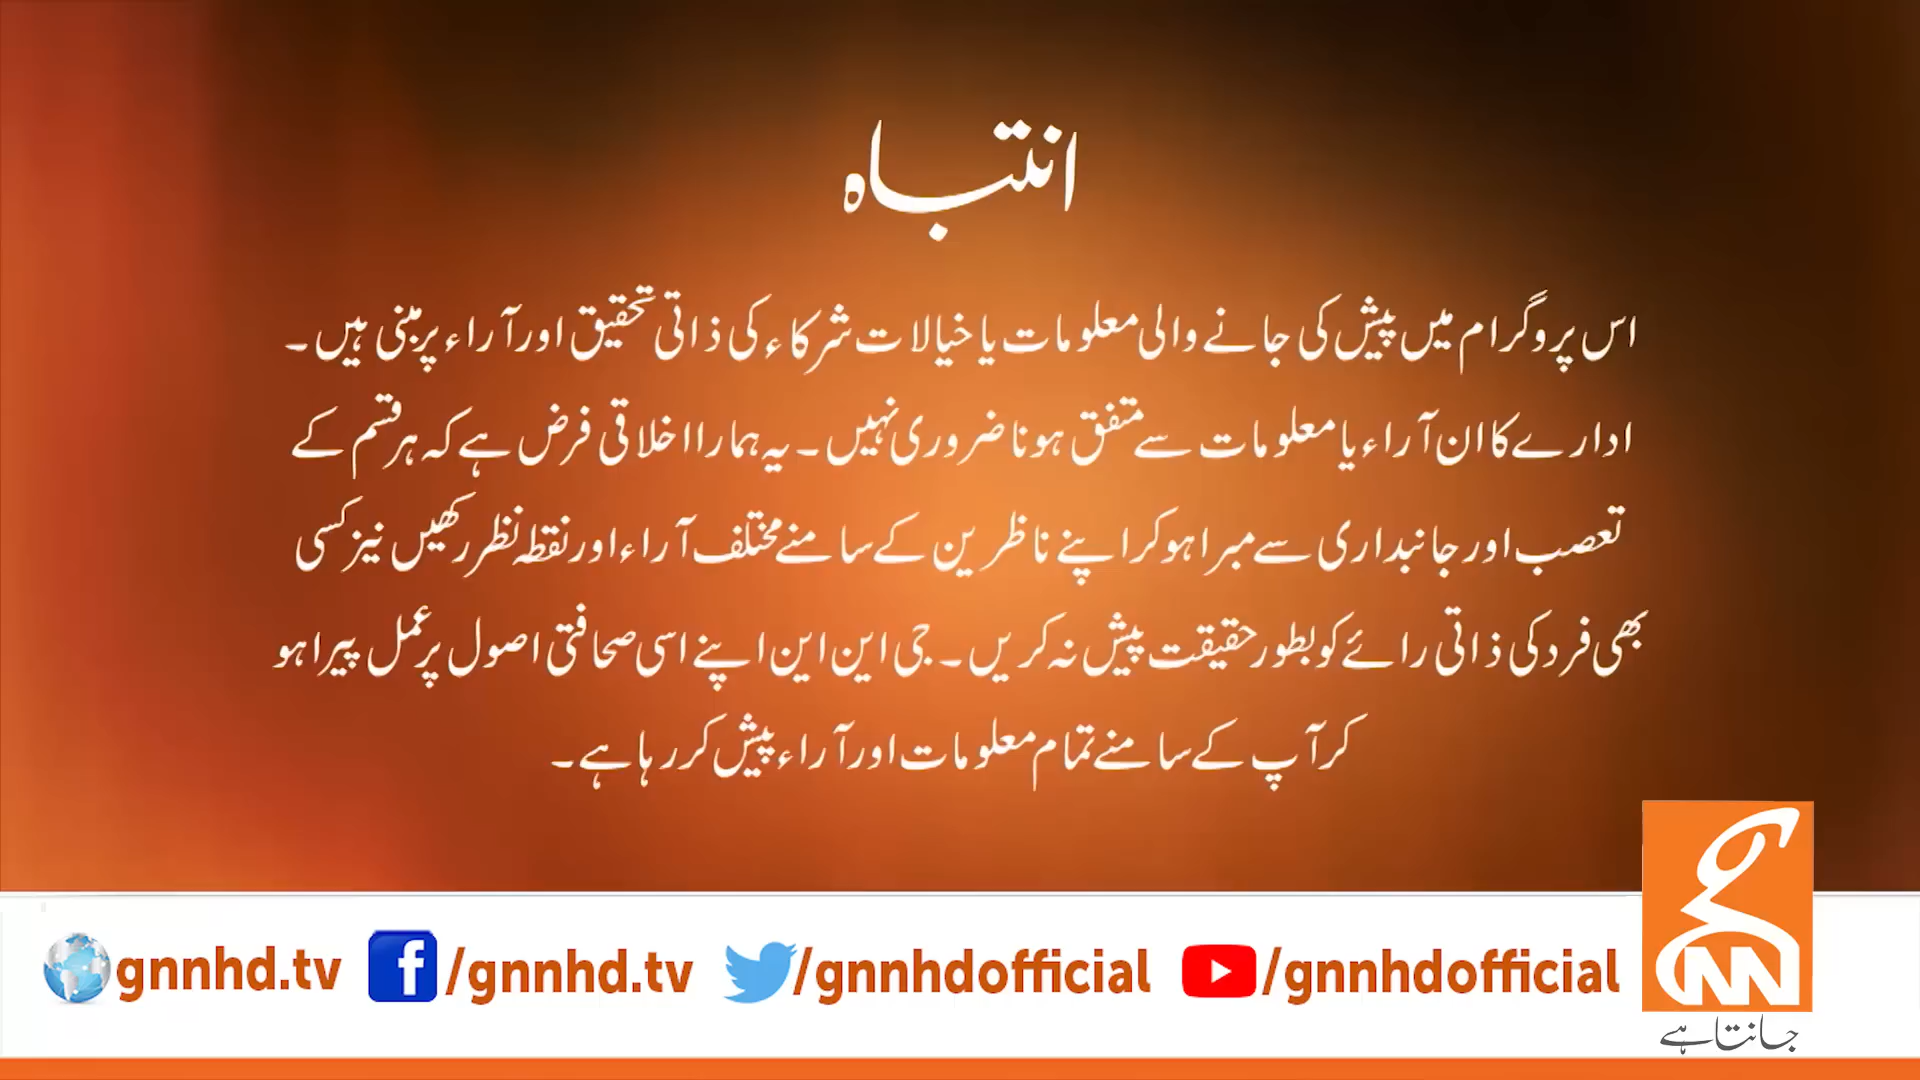 انتباہ
اس پروگرام میں پیش کی جانے والی معلومات یا خیالات شرکاء کی ذاتی تحقیق اور آراء پر مبنی ہیں۔
ادارے کا ان آراء یا معلومات سے متفق ہونا ضروری نہیں۔ یہ ہمارا اخلاقی فرض ہے کہ ہر قسم کے
تعصب اور جانبداری سے مبرا ہو کر اپنے ناظرین کے سامنے مختلف آراء اور نقطہ نظر رکھیں نیز کسی
بھی فرد کی ذاتی رائے کو بطور حقیقت پیش نہ کریں۔ جی این این اپنے اسی صحافتی اصول پر عمل پیرا ہو
کر آپ کے سامنے تمام معلومات اور آراء پیش کر رہا ہے۔
gnnhd.tv /gnnhd.tv /gnnhdofficial /gnnhdofficial
GNN
جانتا ہے